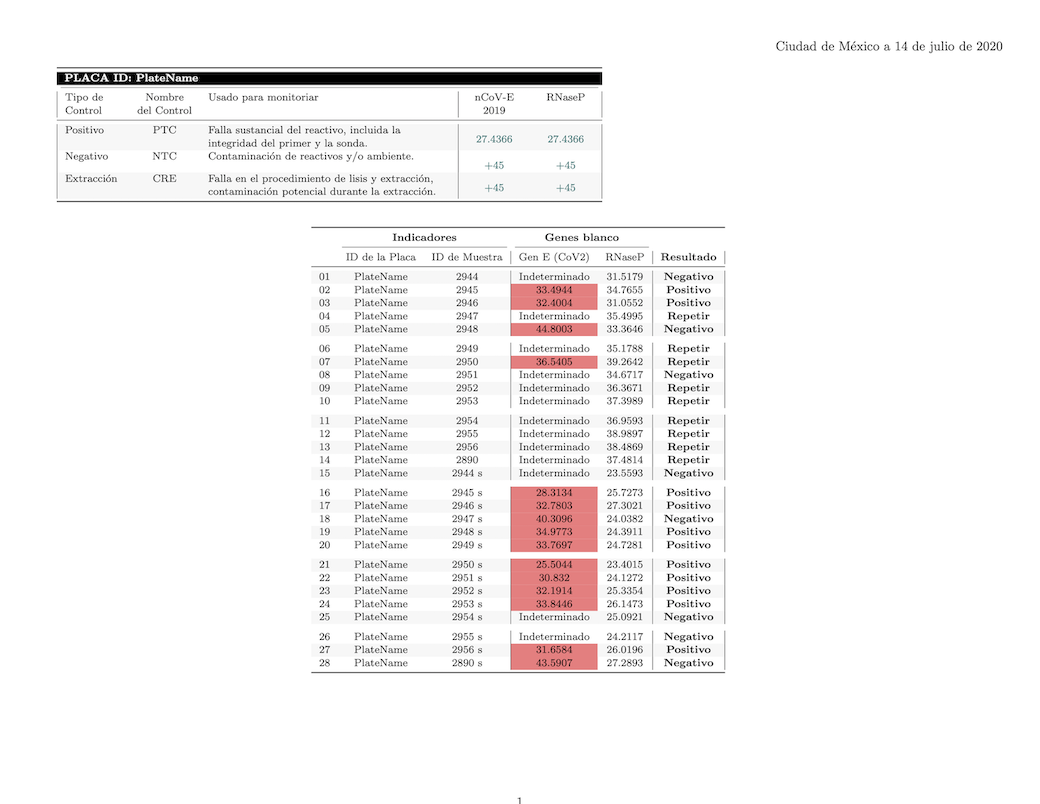 Ciudad de México a 14 de julio de 2020
PLACA ID: PlateName
Tipo de Control Nombre del Control Usado para monitoriar nCoV-E 2019 RNaseP
Positivo PTC Falla sustancial del reactivo, incluida la integridad del primer y la sonda. 27.4366 27.4366
Negativo NTC Contaminación de reactivos y/o ambiente. +45 +45
Extracción CRE Falla en el procedimiento de lisis y extracción, contaminación potencial durante la extracción. +45 +45
Indicadores Genes blanco
ID de la Placa ID de Muestra Gen E (CoV2) RNaseP Resultado
01 PlateName 2944 Indeterminado 31.5179 Negativo
02 PlateName 2945 33.4944 34.7655 Positivo
03 PlateName 2946 32.4004 31.0552 Positivo
04 PlateName 2947 Indeterminado 35.4995 Repetir
05 PlateName 2948 44.8003 33.3646 Negativo
06 PlateName 2949 Indeterminado 35.1788 Repetir
07 PlateName 2950 36.5405 39.2642 Repetir
08 PlateName 2951 Indeterminado 34.6717 Negativo
09 PlateName 2952 Indeterminado 36.3671 Repetir
10 PlateName 2953 Indeterminado 37.3989 Repetir
11 PlateName 2954 Indeterminado 36.9593 Repetir
12 PlateName 2955 Indeterminado 38.9897 Repetir
13 PlateName 2956 Indeterminado 38.4869 Repetir
14 PlateName 2890 Indeterminado 37.4814 Repetir
15 PlateName 2944 s Indeterminado 23.5593 Negativo
16 PlateName 2945 s 28.3134 25.7273 Positivo
17 PlateName 2946 s 32.7803 27.3021 Positivo
18 PlateName 2947 s 40.3096 24.0382 Negativo
19 PlateName 2948 s 34.9773 24.3911 Positivo
20 PlateName 2949 s 33.7697 24.7281 Positivo
21 PlateName 2950 s 25.5044 23.4015 Positivo
22 PlateName 2951 s 30.832 24.1272 Positivo
23 PlateName 2952 s 32.1914 25.3354 Positivo
24 PlateName 2953 s 33.8446 26.1473 Positivo
25 PlateName 2954 s Indeterminado 25.0921 Negativo
26 PlateName 2955 s Indeterminado 24.2117 Negativo
27 PlateName 2956 s 31.6584 26.0196 Positivo
28 PlateName 2890 s 43.5907 27.2893 Negativo
1